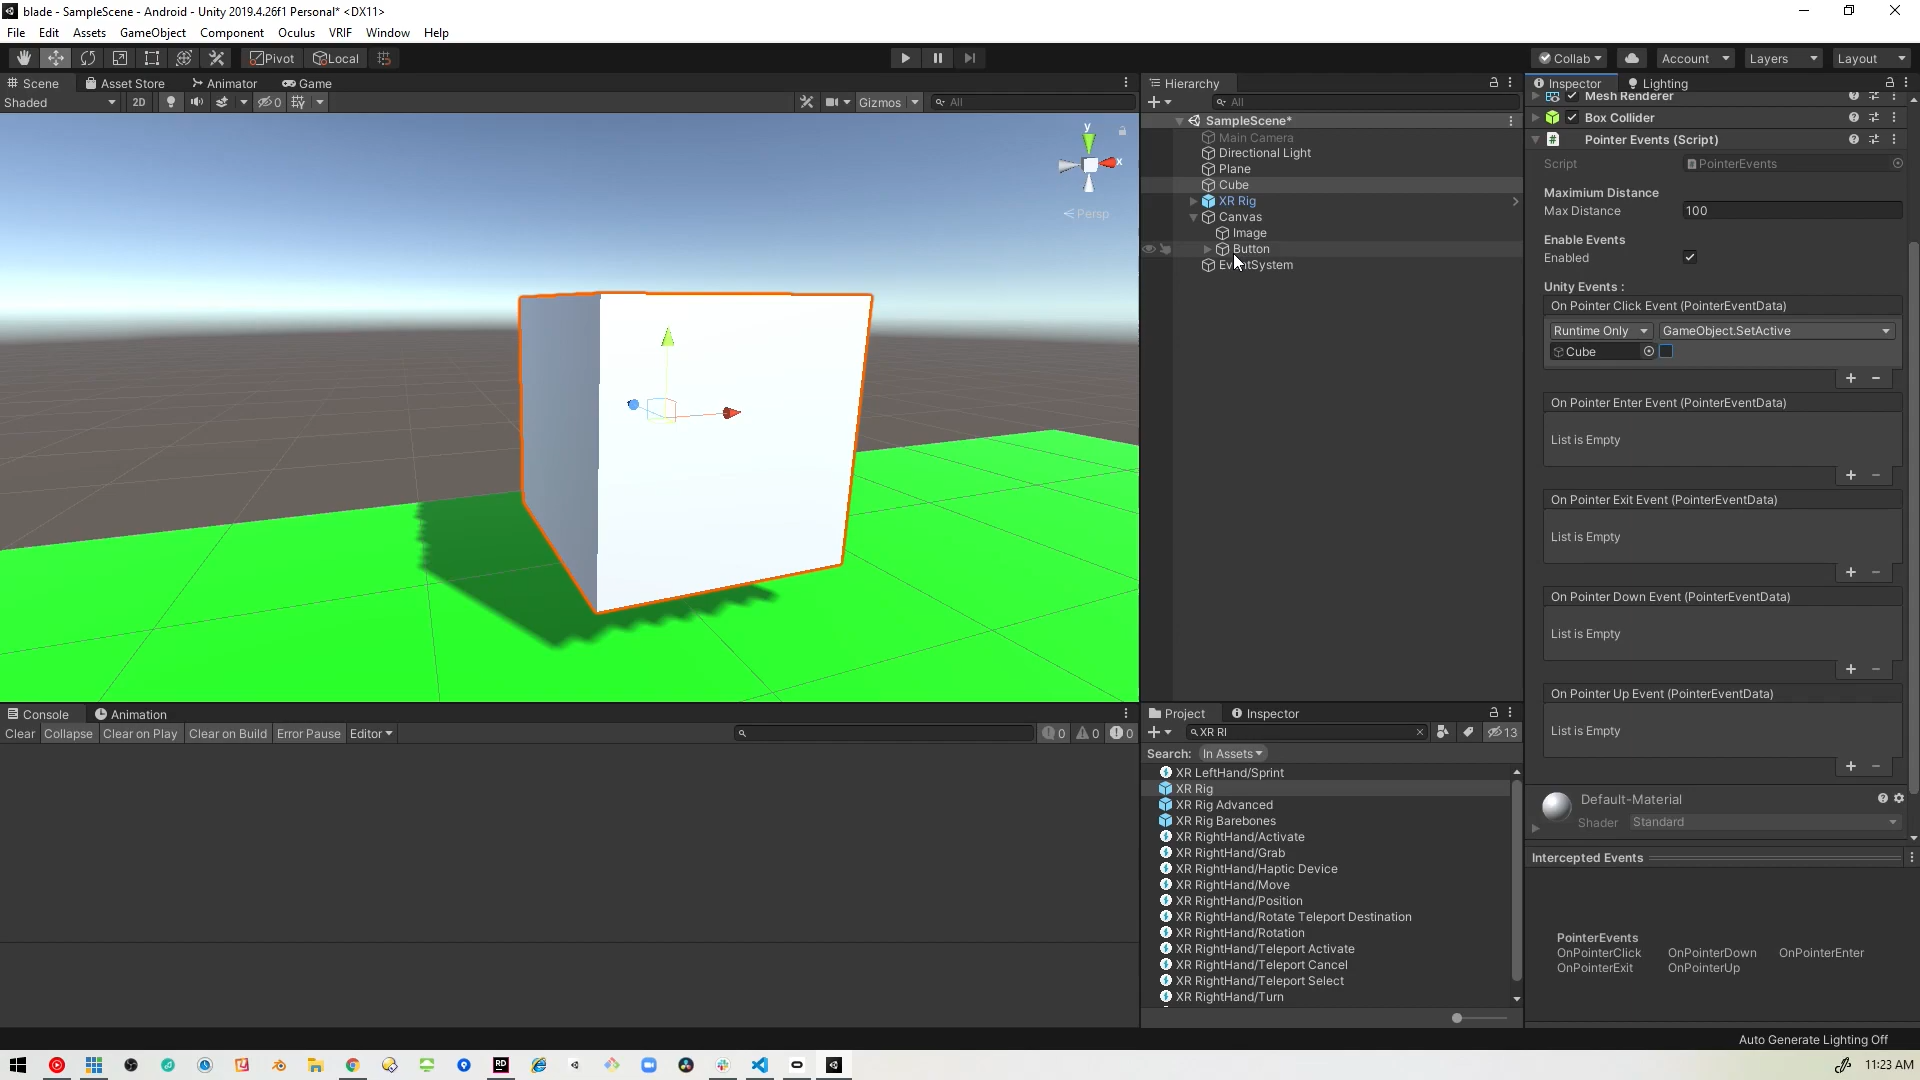 blade - SampleScene - Android - Unity 2019.4.26f1 Personal* <DX11>
File Edit Assets GameObject Component Oculus VRIF Window Help
Pivot Local Collab Account Layers Layout
Scene Asset Store Animator Game
Shaded 2D 0 Gizmos All
y
x
Persp
Hierarchy
All
SampleScene*
Main Camera
Directional Light
Plane
Cube
XR Rig
Canvas
Image
Button
EventSystem
Inspector Lighting
Mesh Renderer
Box Collider
Pointer Events (Script)
Script PointerEvents
Maximium Distance
Max Distance 100
Enable Events
Enabled
Unity Events :
On Pointer Click Event (PointerEventData)
Runtime Only GameObject.SetActive
Cube
On Pointer Enter Event (PointerEventData)
List is Empty
On Pointer Exit Event (PointerEventData)
List is Empty
On Pointer Down Event (PointerEventData)
List is Empty
On Pointer Up Event (PointerEventData)
List is Empty
Default-Material
Shader Standard
Intercepted Events
PointerEvents
OnPointerClick OnPointerDown OnPointerEnter
OnPointerExit OnPointerUp
Console Animation
Clear Collapse Clear on Play Clear on Build Error Pause Editor 0 0 0
Project Inspector
XR RI 13
Search: In Assets
XR LeftHand/Sprint
XR Rig
XR Rig Advanced
XR Rig Barebones
XR RightHand/Activate
XR RightHand/Grab
XR RightHand/Haptic Device
XR RightHand/Move
XR RightHand/Position
XR RightHand/Rotate Teleport Destination
XR RightHand/Rotation
XR RightHand/Teleport Activate
XR RightHand/Teleport Cancel
XR RightHand/Teleport Select
XR RightHand/Turn
Auto Generate Lighting Off
RD
11:23 AM